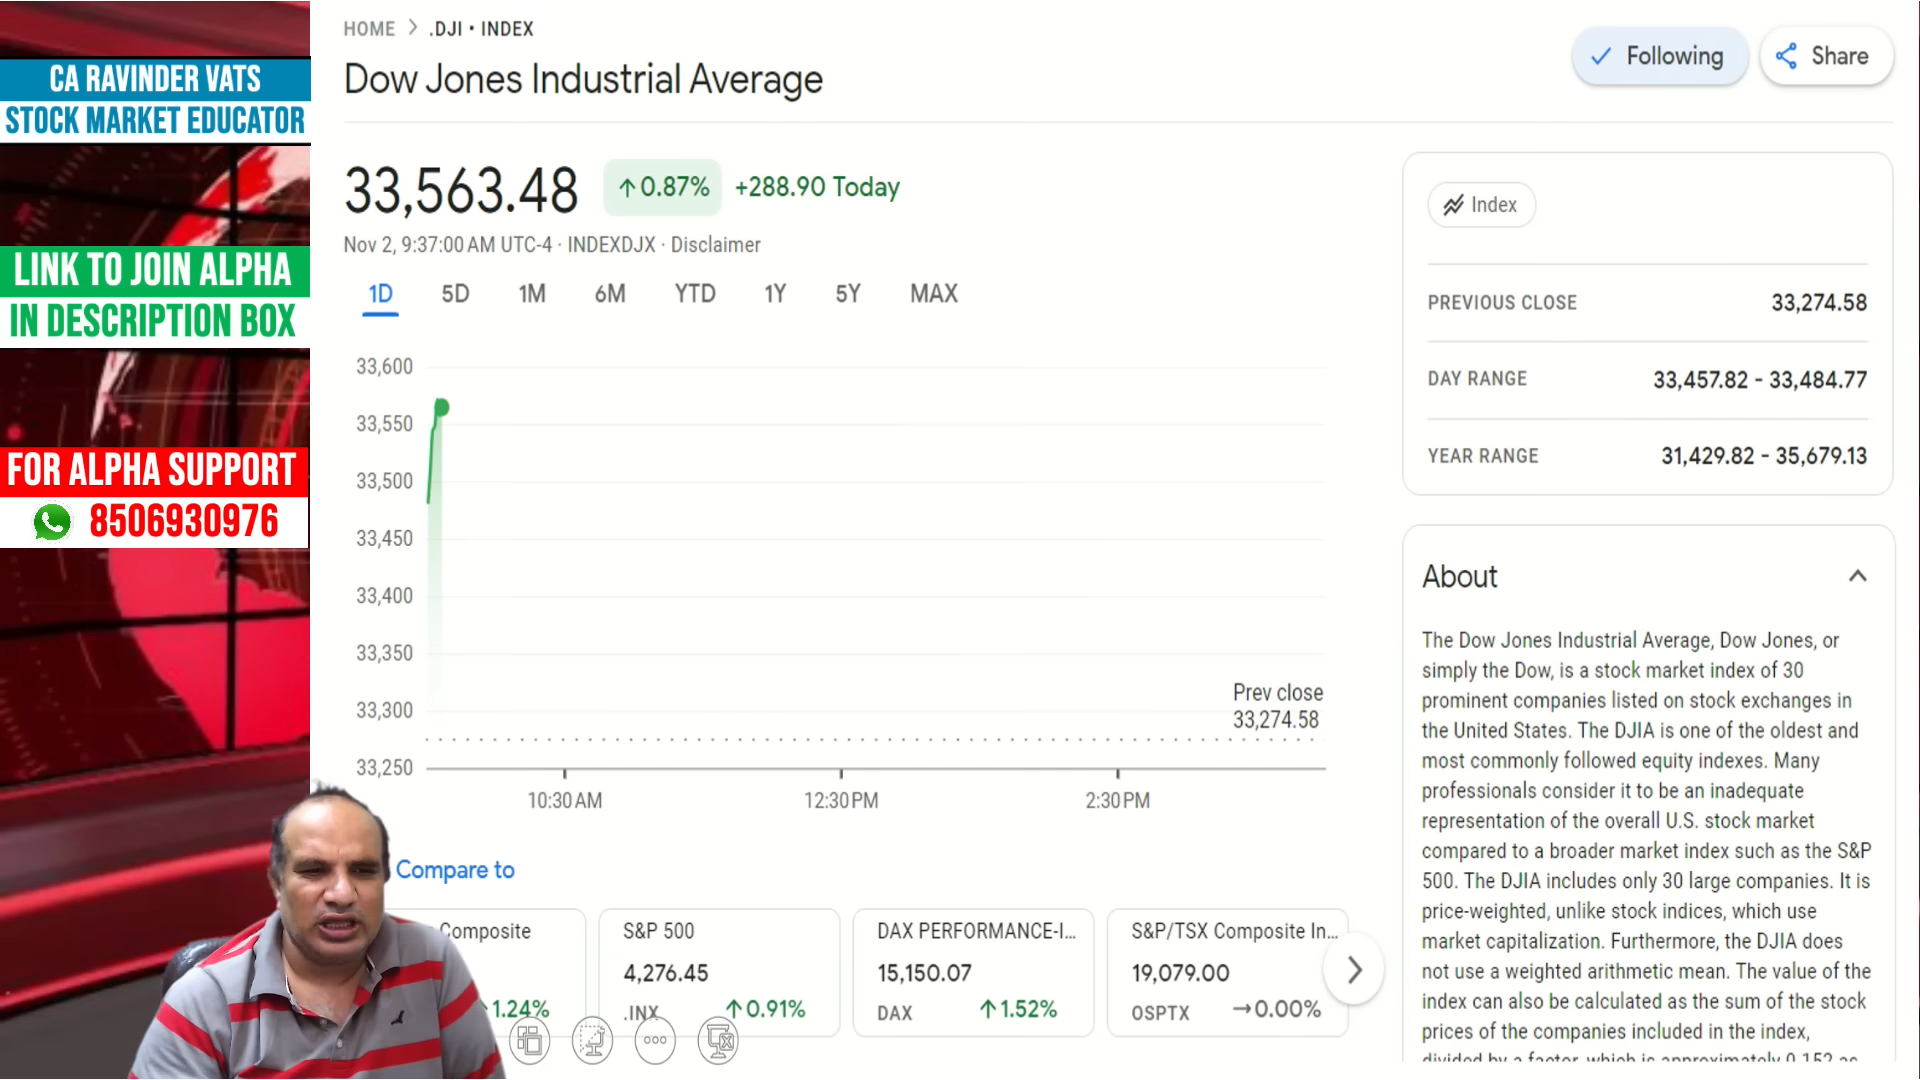 CA RAVINDER VATS
STOCK MARKET EDUCATOR
LINK TO JOIN ALPHA
IN DESCRIPTION BOX
FOR ALPHA SUPPORT
8506930976
HOME > .DJI • INDEX
Dow Jones Industrial Average
Following
Share
33,563.48 ↑0.87% +288.90 Today
Nov 2, 9:37:00 AM UTC-4 · INDEXDJX · Disclaimer
1D 5D 1M 6M YTD 1Y 5Y MAX
33,600
33,550
33,500
33,450
33,400
33,350
33,300
33,250
Prev close
33,274.58
10:30 AM 12:30 PM 2:30 PM
Compare to
Composite
↑1.24%
S&P 500
4,276.45
.INX ↑0.91%
DAX PERFORMANCE-I...
15,150.07
DAX ↑1.52%
S&P/TSX Composite In...
19,079.00
OSPTX →0.00%
Index
PREVIOUS CLOSE 33,274.58
DAY RANGE 33,457.82 - 33,484.77
YEAR RANGE 31,429.82 - 35,679.13
About
The Dow Jones Industrial Average, Dow Jones, or
simply the Dow, is a stock market index of 30
prominent companies listed on stock exchanges in
the United States. The DJIA is one of the oldest and
most commonly followed equity indexes. Many
professionals consider it to be an inadequate
representation of the overall U.S. stock market
compared to a broader market index such as the S&P
500. The DJIA includes only 30 large companies. It is
price-weighted, unlike stock indices, which use
market capitalization. Furthermore, the DJIA does
not use a weighted arithmetic mean. The value of the
index can also be calculated as the sum of the stock
prices of the companies included in the index,
divided by a factor, which is approximately 0.152 as